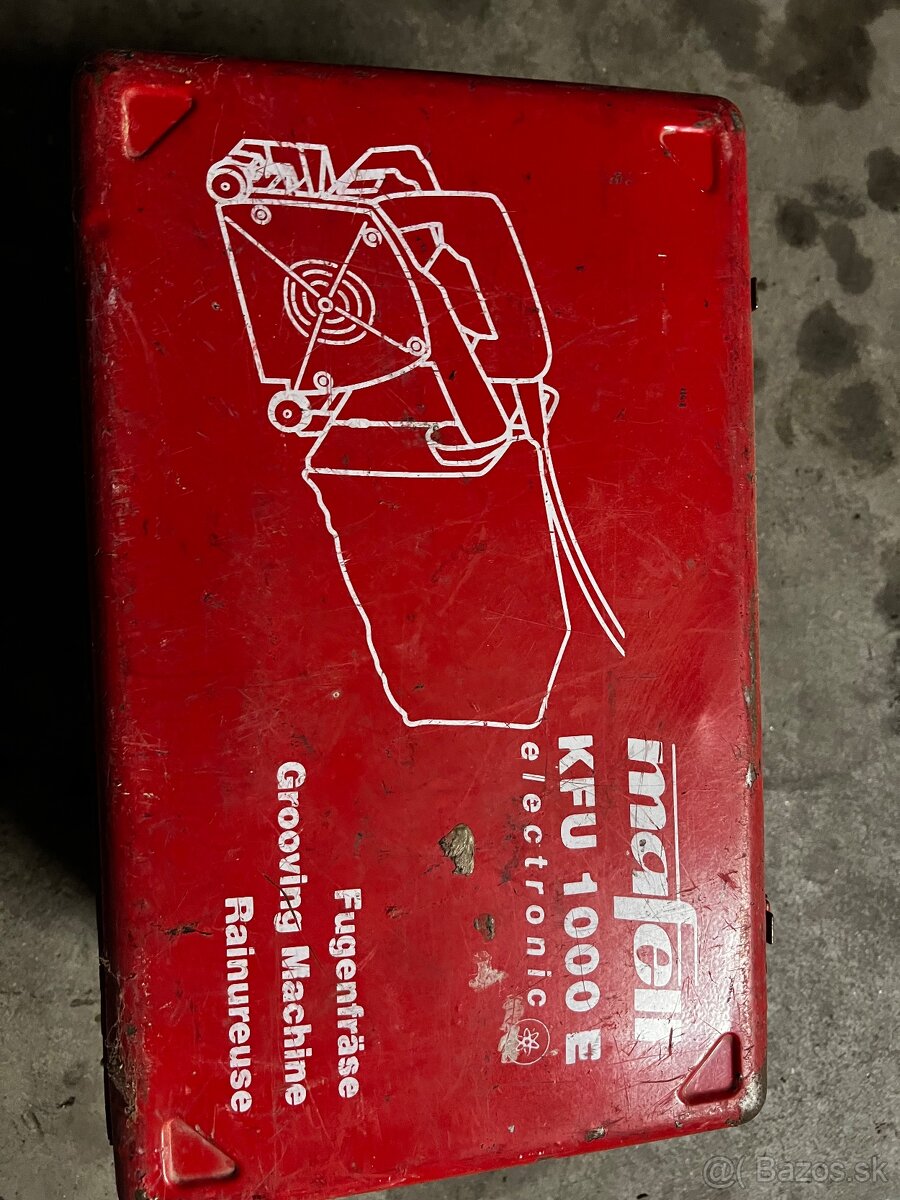 mafell
KFU 1000 E
electronic
Fugenfräse
Grooving Machine
Rainureuse
@( Bazos.sk